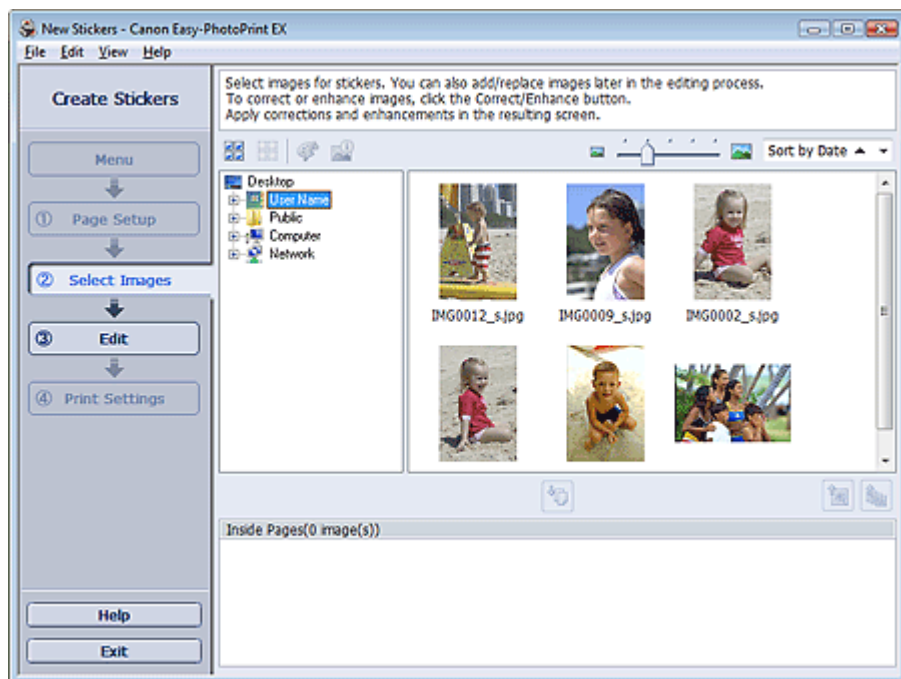 New Stickers - Canon Easy-PhotoPrint EX
File Edit View Help
Create Stickers
Select images for stickers. You can also add/replace images later in the editing process.
To correct or enhance images, click the Correct/Enhance button.
Apply corrections and enhancements in the resulting screen.
Menu
① Page Setup
② Select Images
③ Edit
④ Print Settings
Help
Exit
Sort by Date
Desktop
User Name
Public
Computer
Network
IMG0012_s.jpg IMG0009_s.jpg IMG0002_s.jpg
Inside Pages(0 image(s))